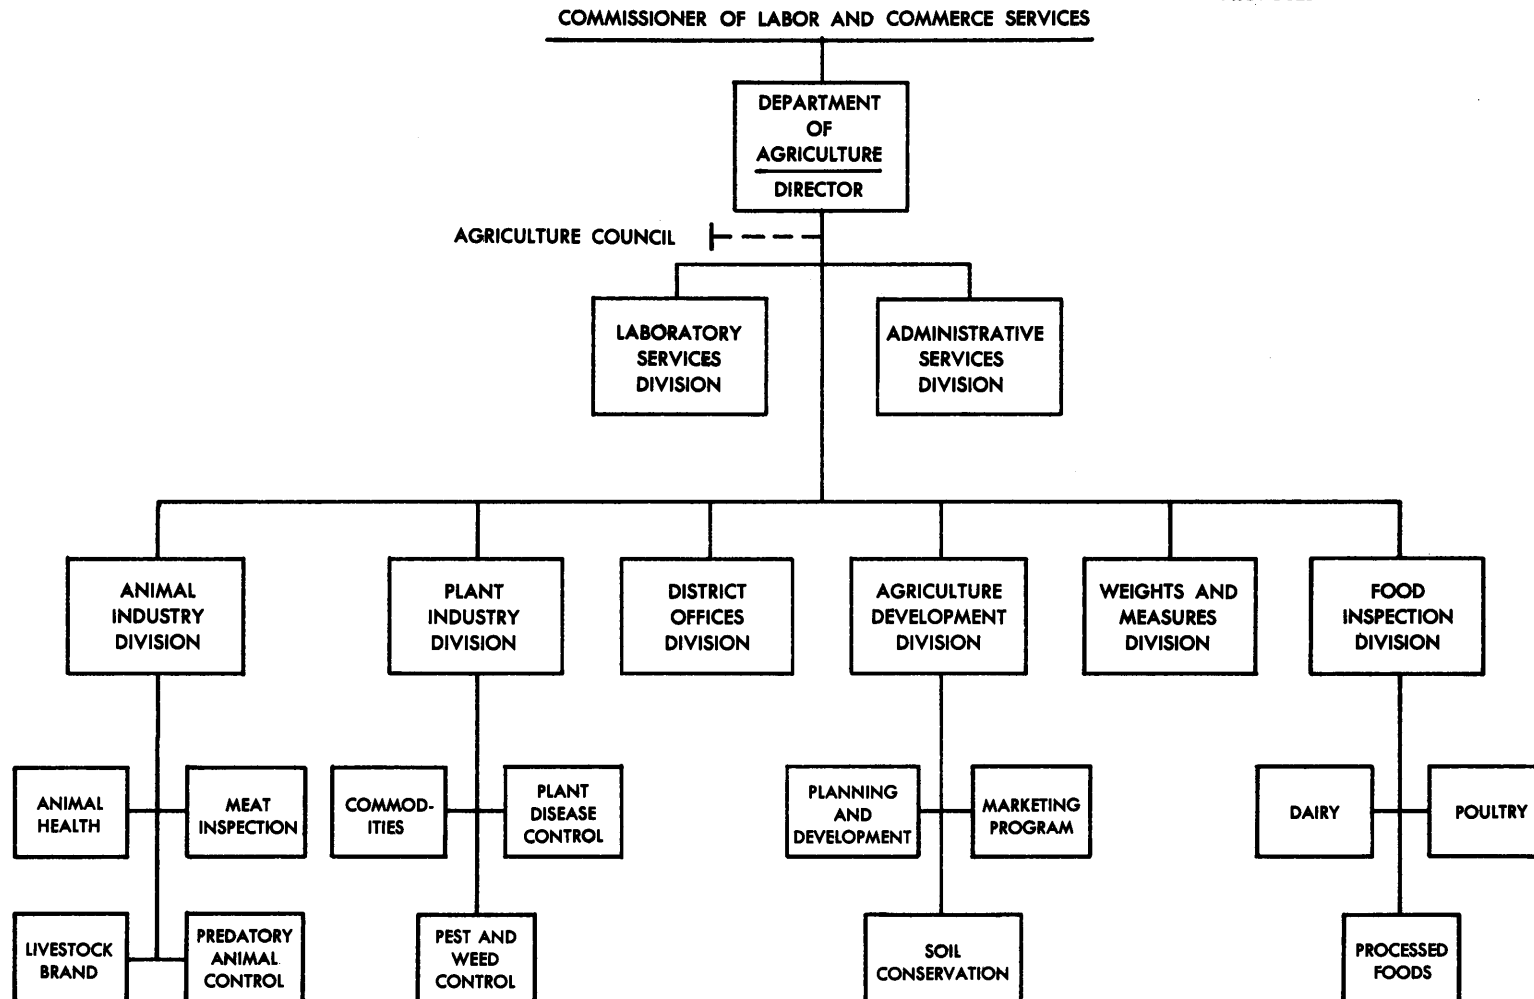 COMMISSIONER OF LABOR AND COMMERCE SERVICES
DEPARTMENT
OF
AGRICULTURE
DIRECTOR
AGRICULTURE COUNCIL
LABORATORY
SERVICES
DIVISION
ADMINISTRATIVE
SERVICES
DIVISION
ANIMAL
INDUSTRY
DIVISION
PLANT
INDUSTRY
DIVISION
DISTRICT
OFFICES
DIVISION
AGRICULTURE
DEVELOPMENT
DIVISION
WEIGHTS AND
MEASURES
DIVISION
FOOD
INSPECTION
DIVISION
ANIMAL
HEALTH
MEAT
INSPECTION
COMMOD-
ITIES
PLANT
DISEASE
CONTROL
PLANNING
AND
DEVELOPMENT
MARKETING
PROGRAM
DAIRY
POULTRY
LIVESTOCK
BRAND
PREDATORY
ANIMAL
CONTROL
PEST AND
WEED
CONTROL
SOIL
CONSERVATION
PROCESSED
FOODS